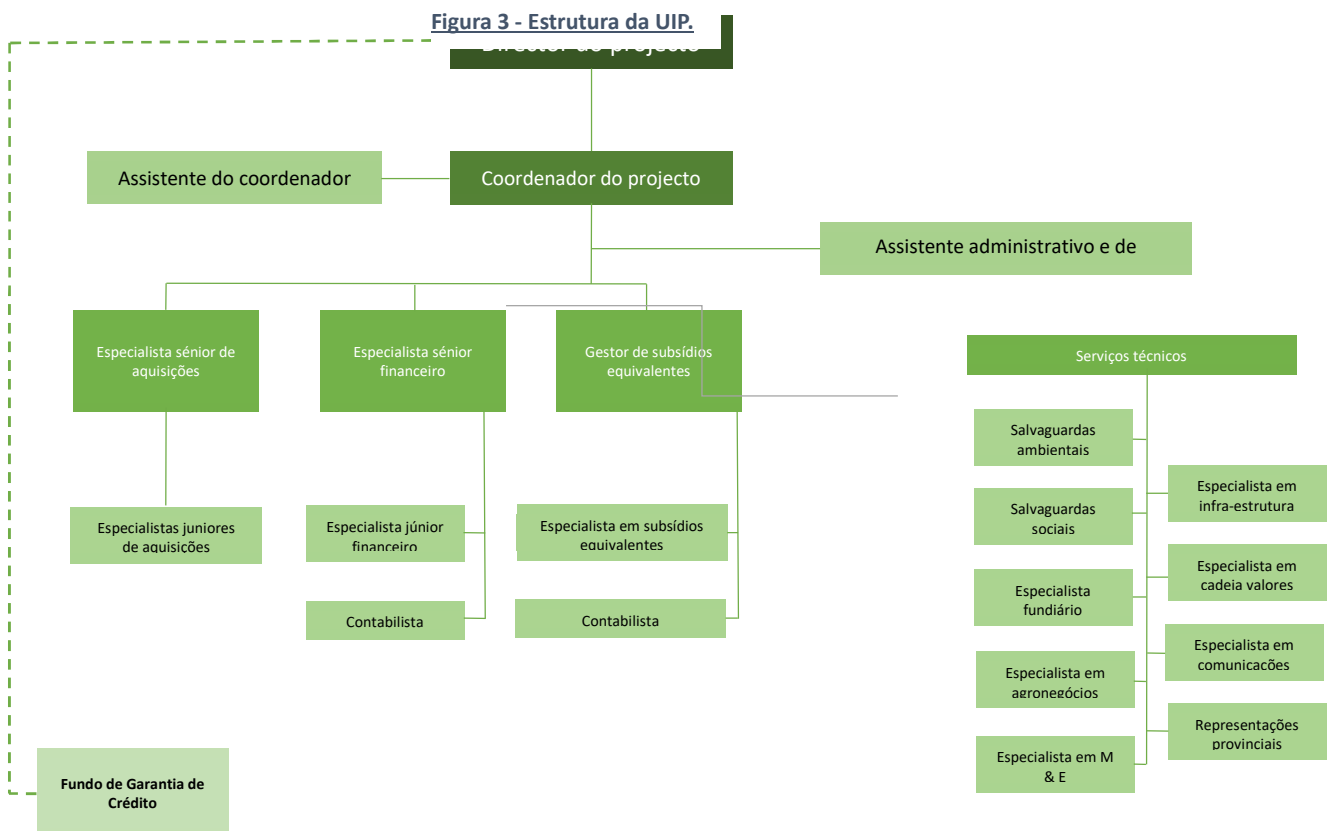 Figura 3 - Estrutura da UIP.
Director do projecto
Assistente do coordenador
Coordenador do projecto
Assistente administrativo e de
Especialista sénior de
aquisições
Especialista sénior
financeiro
Gestor de subsídios
equivalentes
Serviços técnicos
Especialistas juniores
de aquisições
Especialista júnior
financeiro
Contabilista
Especialista em subsídios
equivalentes
Contabilista
Salvaguardas
ambientais
Especialista em
infra-estrutura
Salvaguardas
sociais
Especialista em
cadeia valores
Especialista
fundiário
Especialista em
comunicações
Especialista em
agronegócios
Representações
provinciais
Especialista em M
& E
Fundo de Garantia de
Crédito